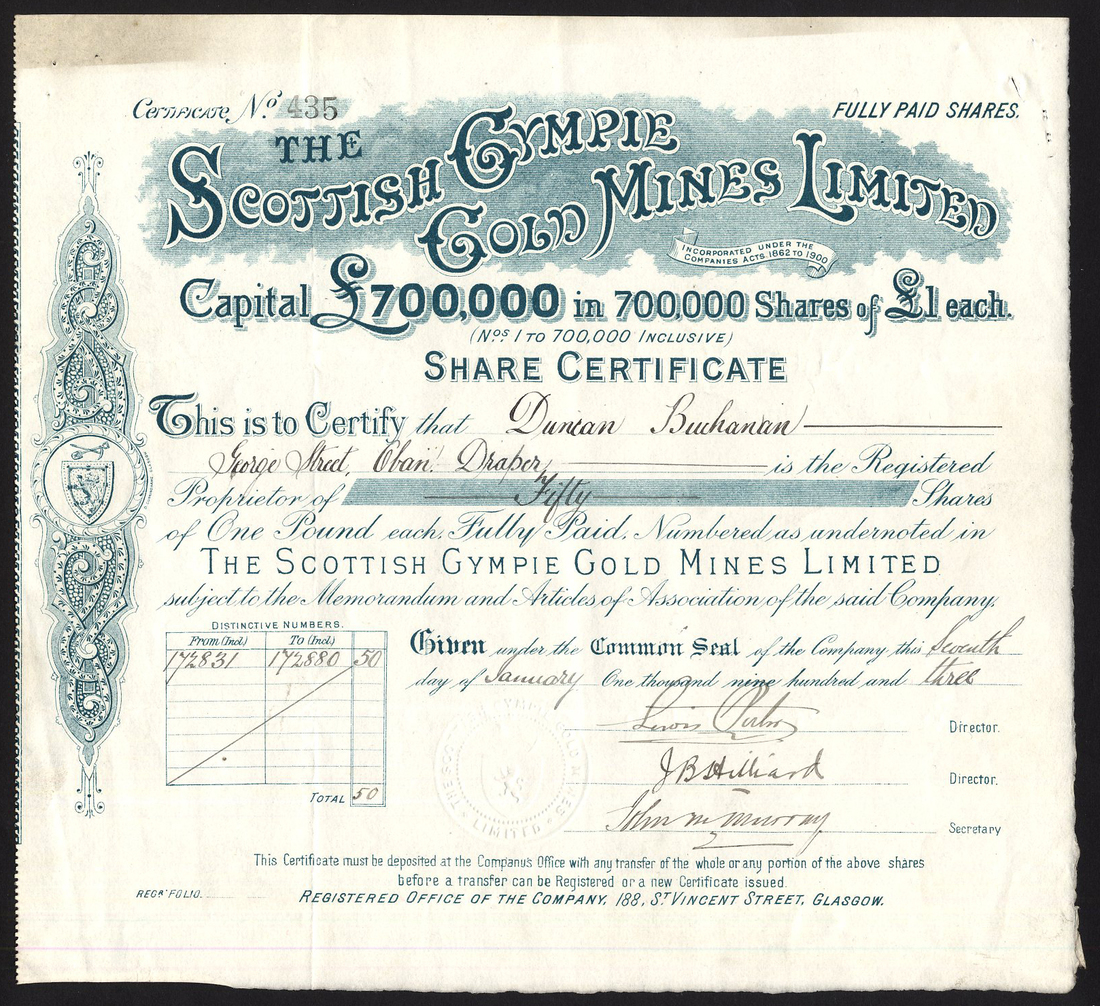 Certificate No. 435
FULLY PAID SHARES.
THE
SCOTTISH GYMPIE
GOLD MINES LIMITED
INCORPORATED UNDER THE
COMPANIES ACTS. 1862 TO 1900
Capital £700,000 in 700.000 Shares of £1 each.
(Nos. 1 TO 700,000 INCLUSIVE)
SHARE CERTIFICATE
This is to Certify that Duncan Buchanan
George Street, Oban. Draper, is the Registered
Proprietor of Fifty Shares
of One Pound each, Fully Paid, Numbered as undernoted in
THE SCOTTISH GYMPIE GOLD MINES LIMITED
subject to the Memorandum and Articles of Association of the said Company.
DISTINCTIVE NUMBERS.
From (Incl.) To (Incl.)
172831 172880 50
TOTAL 50
Given under the Common Seal of the Company this Seventh
day of January One thousand nine hundred and three
Director.
J B Hilliard Director.
John M Murray Secretary
LIMITED
This Certificate must be deposited at the Company's Office with any transfer of the whole or any portion of the above shares
before a transfer can be Registered or a new Certificate issued.
REGR. FOLIO.
REGISTERED OFFICE OF THE COMPANY, 188, ST. VINCENT STREET, GLASGOW.